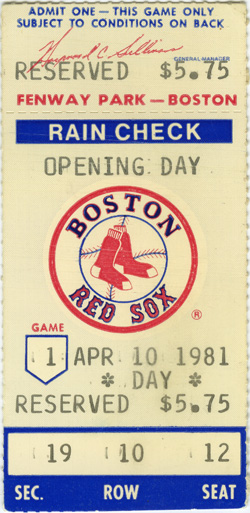 ADMIT ONE — THIS GAME ONLY
SUBJECT TO CONDITIONS ON BACK
Haywood C. Sullivan
GENERAL MANAGER
RESERVED $5.75
FENWAY PARK — BOSTON
RAIN CHECK
OPENING DAY
BOSTON
RED SOX
®
GAME
1 APR 10 1981
* DAY *
RESERVED $5.75
19 10 12
SEC. ROW SEAT